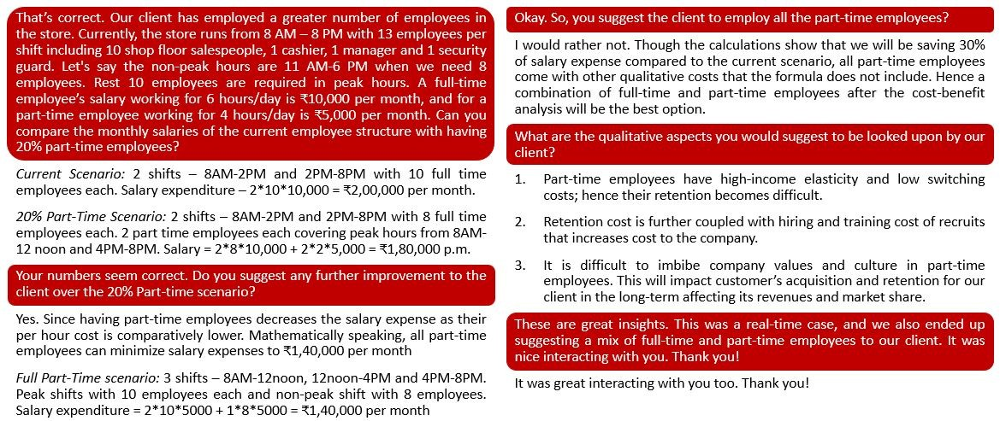 That's correct. Our client has employed a greater number of employees in
the store. Currently, the store runs from 8 AM – 8 PM with 13 employees per
shift including 10 shop floor salespeople, 1 cashier, 1 manager and 1 security
guard. Let's say the non-peak hours are 11 AM-6 PM when we need 8
employees. Rest 10 employees are required in peak hours. A full-time
employee's salary working for 6 hours/day is ₹10,000 per month, and for a
part-time employee working for 4 hours/day is ₹5,000 per month. Can you
compare the monthly salaries of the current employee structure with having
20% part-time employees?
Current Scenario: 2 shifts – 8AM-2PM and 2PM-8PM with 10 full time
employees each. Salary expenditure – 2*10*10,000 = ₹2,00,000 per month.
20% Part-Time Scenario: 2 shifts – 8AM-2PM and 2PM-8PM with 8 full time
employees each. 2 part time employees each covering peak hours from 8AM-
12 noon and 4PM-8PM. Salary = 2*8*10,000 + 2*2*5,000 = ₹1,80,000 p.m.
Your numbers seem correct. Do you suggest any further improvement to the
client over the 20% Part-time scenario?
Yes. Since having part-time employees decreases the salary expense as their
per hour cost is comparatively lower. Mathematically speaking, all part-time
employees can minimize salary expenses to ₹1,40,000 per month
Full Part-Time scenario: 3 shifts – 8AM-12noon, 12noon-4PM and 4PM-8PM.
Peak shifts with 10 employees each and non-peak shift with 8 employees.
Salary expenditure = 2*10*5000 + 1*8*5000 = ₹1,40,000 per month
Okay. So, you suggest the client to employ all the part-time employees?
I would rather not. Though the calculations show that we will be saving 30%
of salary expense compared to the current scenario, all part-time employees
come with other qualitative costs that the formula does not include. Hence a
combination of full-time and part-time employees after the cost-benefit
analysis will be the best option.
What are the qualitative aspects you would suggest to be looked upon by our
client?
1. Part-time employees have high-income elasticity and low switching
costs; hence their retention becomes difficult.
2. Retention cost is further coupled with hiring and training cost of recruits
that increases cost to the company.
3. It is difficult to imbibe company values and culture in part-time
employees. This will impact customer's acquisition and retention for our
client in the long-term affecting its revenues and market share.
These are great insights. This was a real-time case, and we also ended up
suggesting a mix of full-time and part-time employees to our client. It was
nice interacting with you. Thank you!
It was great interacting with you too. Thank you!